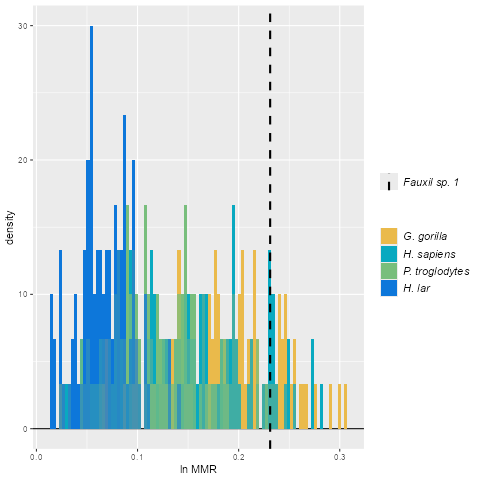 30
20
10
0
density
0.0 0.1 0.2 0.3
ln MMR
Fauxil sp. 1
G. gorilla
H. sapiens
P. troglodytes
H. lar